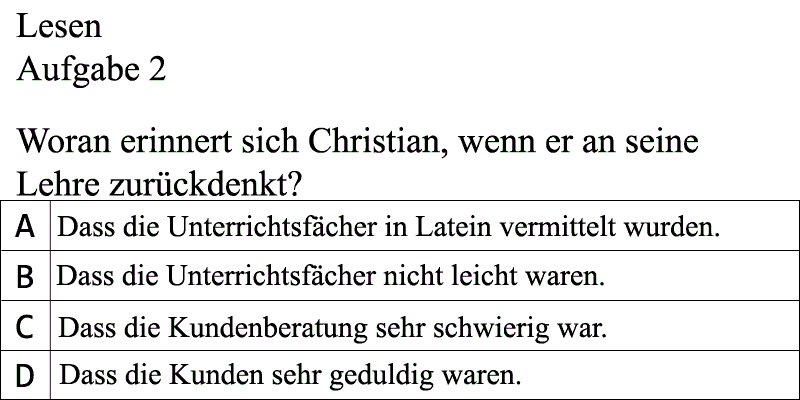 Lesen
Aufgabe 2
Woran erinnert sich Christian, wenn er an seine
Lehre zurückdenkt?
A Dass die Unterrichtsfächer in Latein vermittelt wurden.
B Dass die Unterrichtsfächer nicht leicht waren.
C Dass die Kundenberatung sehr schwierig war.
D Dass die Kunden sehr geduldig waren.